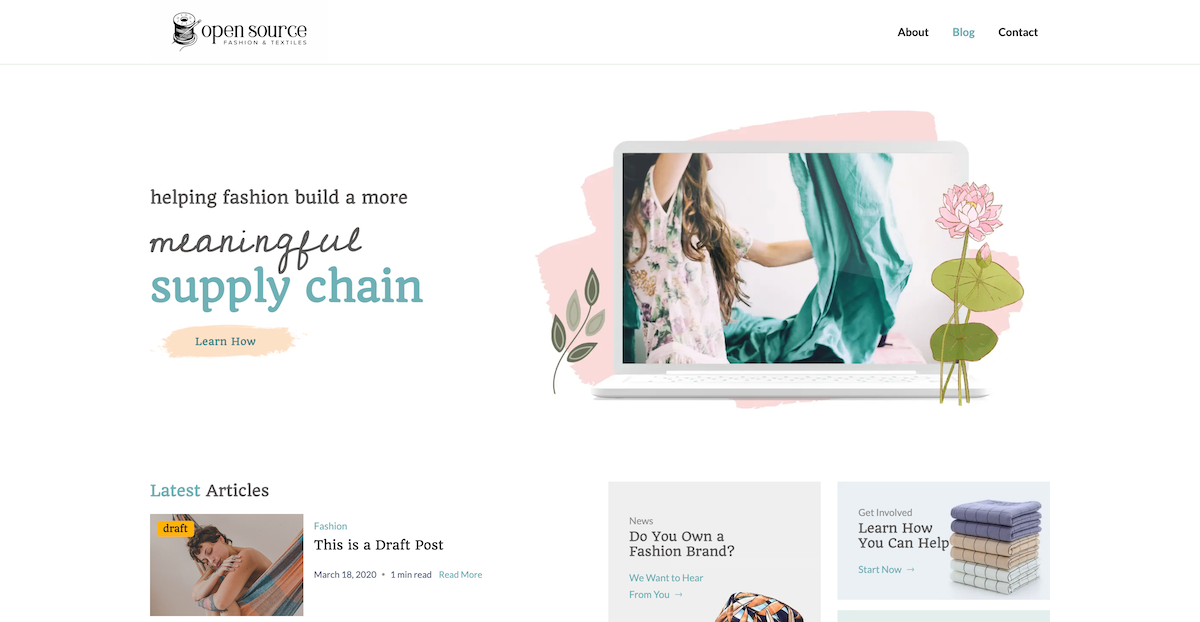 open source
FASHION & TEXTILES
About
Blog
Contact
helping fashion build a more
meaningful
supply chain
Learn How
Latest Articles
draft
Fashion
This is a Draft Post
March 18, 2020 • 1 min read Read More
News
Do You Own a
Fashion Brand?
We Want to Hear
From You →
Get Involved
Learn How
You Can Help
Start Now →